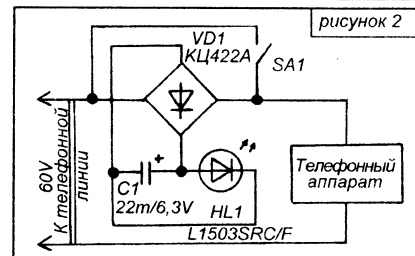 рисунок 2
VD1
КЦ422А
SA1
60V
К телефонной
линии
+
C1
22m/6,3V
HL1
L1503SRC/F
Телефонный
аппарат